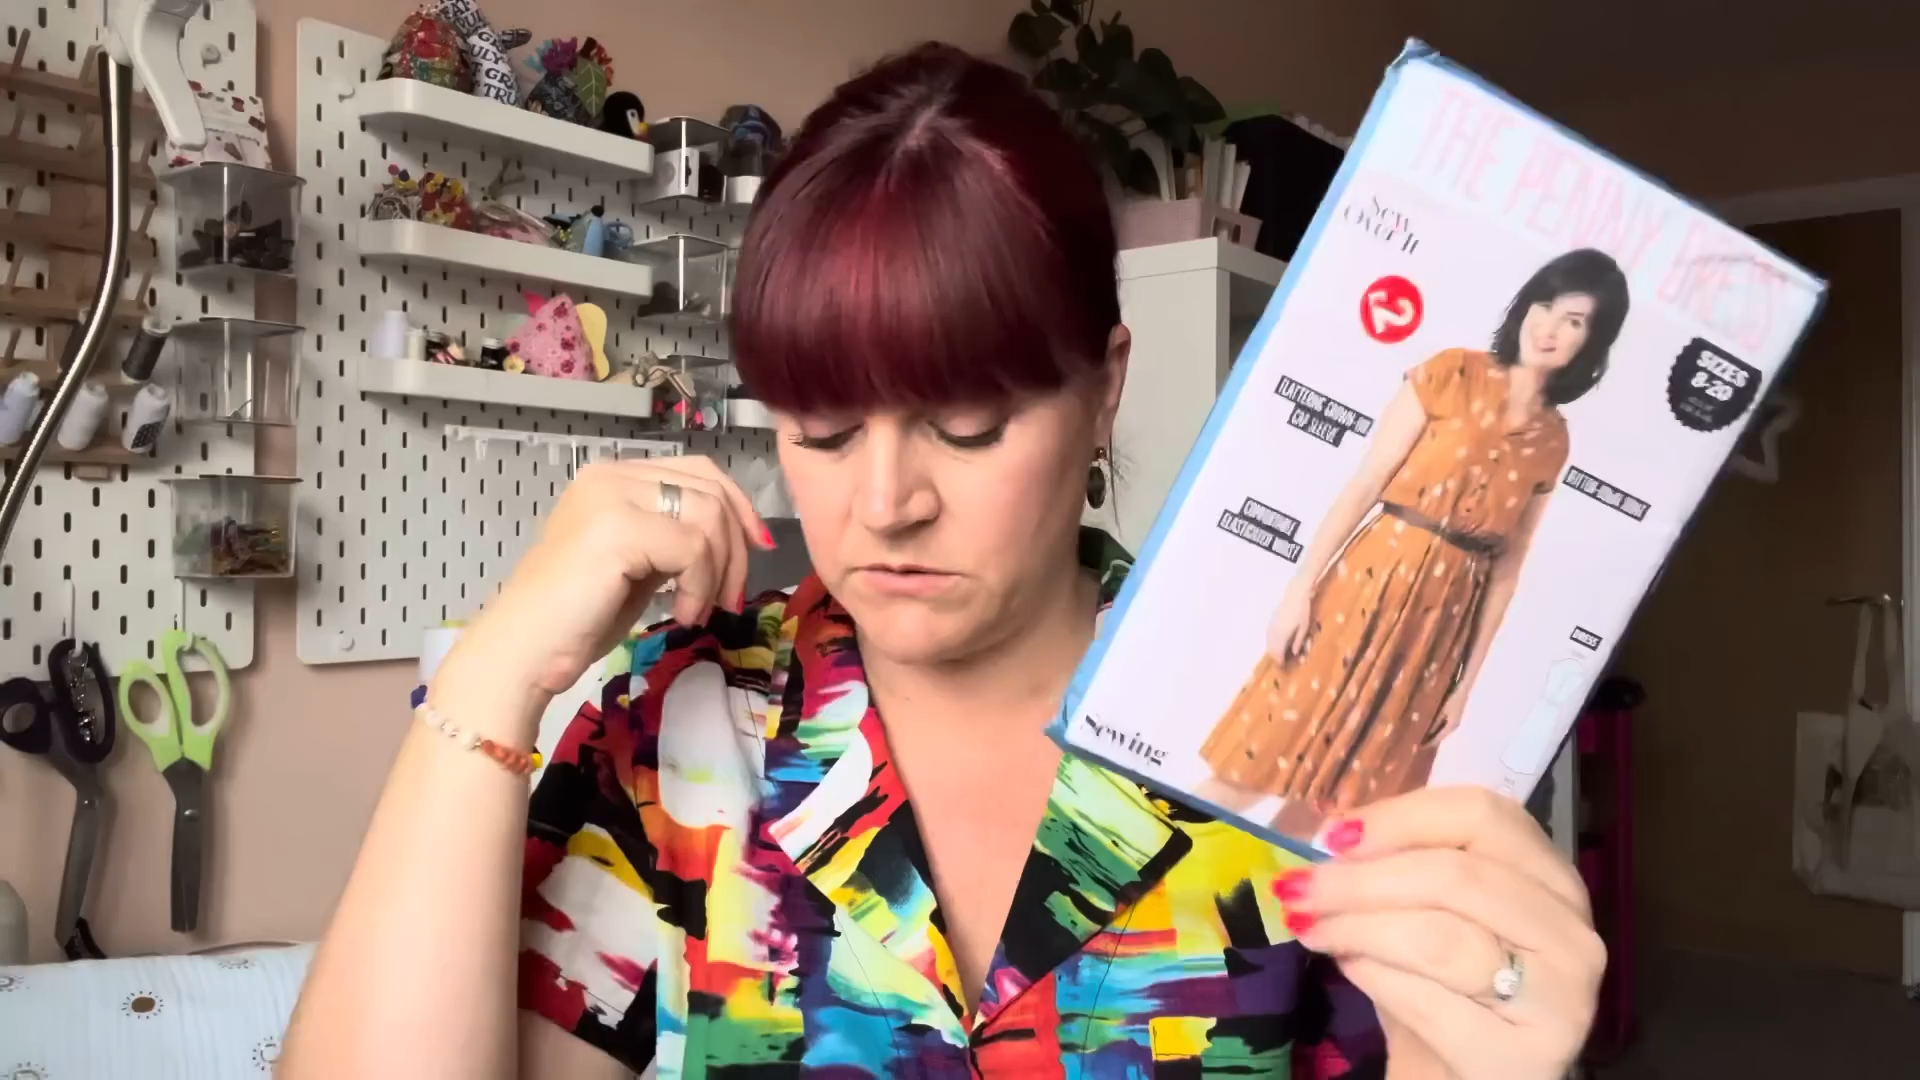 THE PENNY DRESS
Sew
Over It
SIZES
8-20
FLATTERING GROWN-ON
CAP SLEEVE
BUTTON-DOWN BODICE
COMFORTABLE
ELASTICATED WAIST
DRESS
Sewing